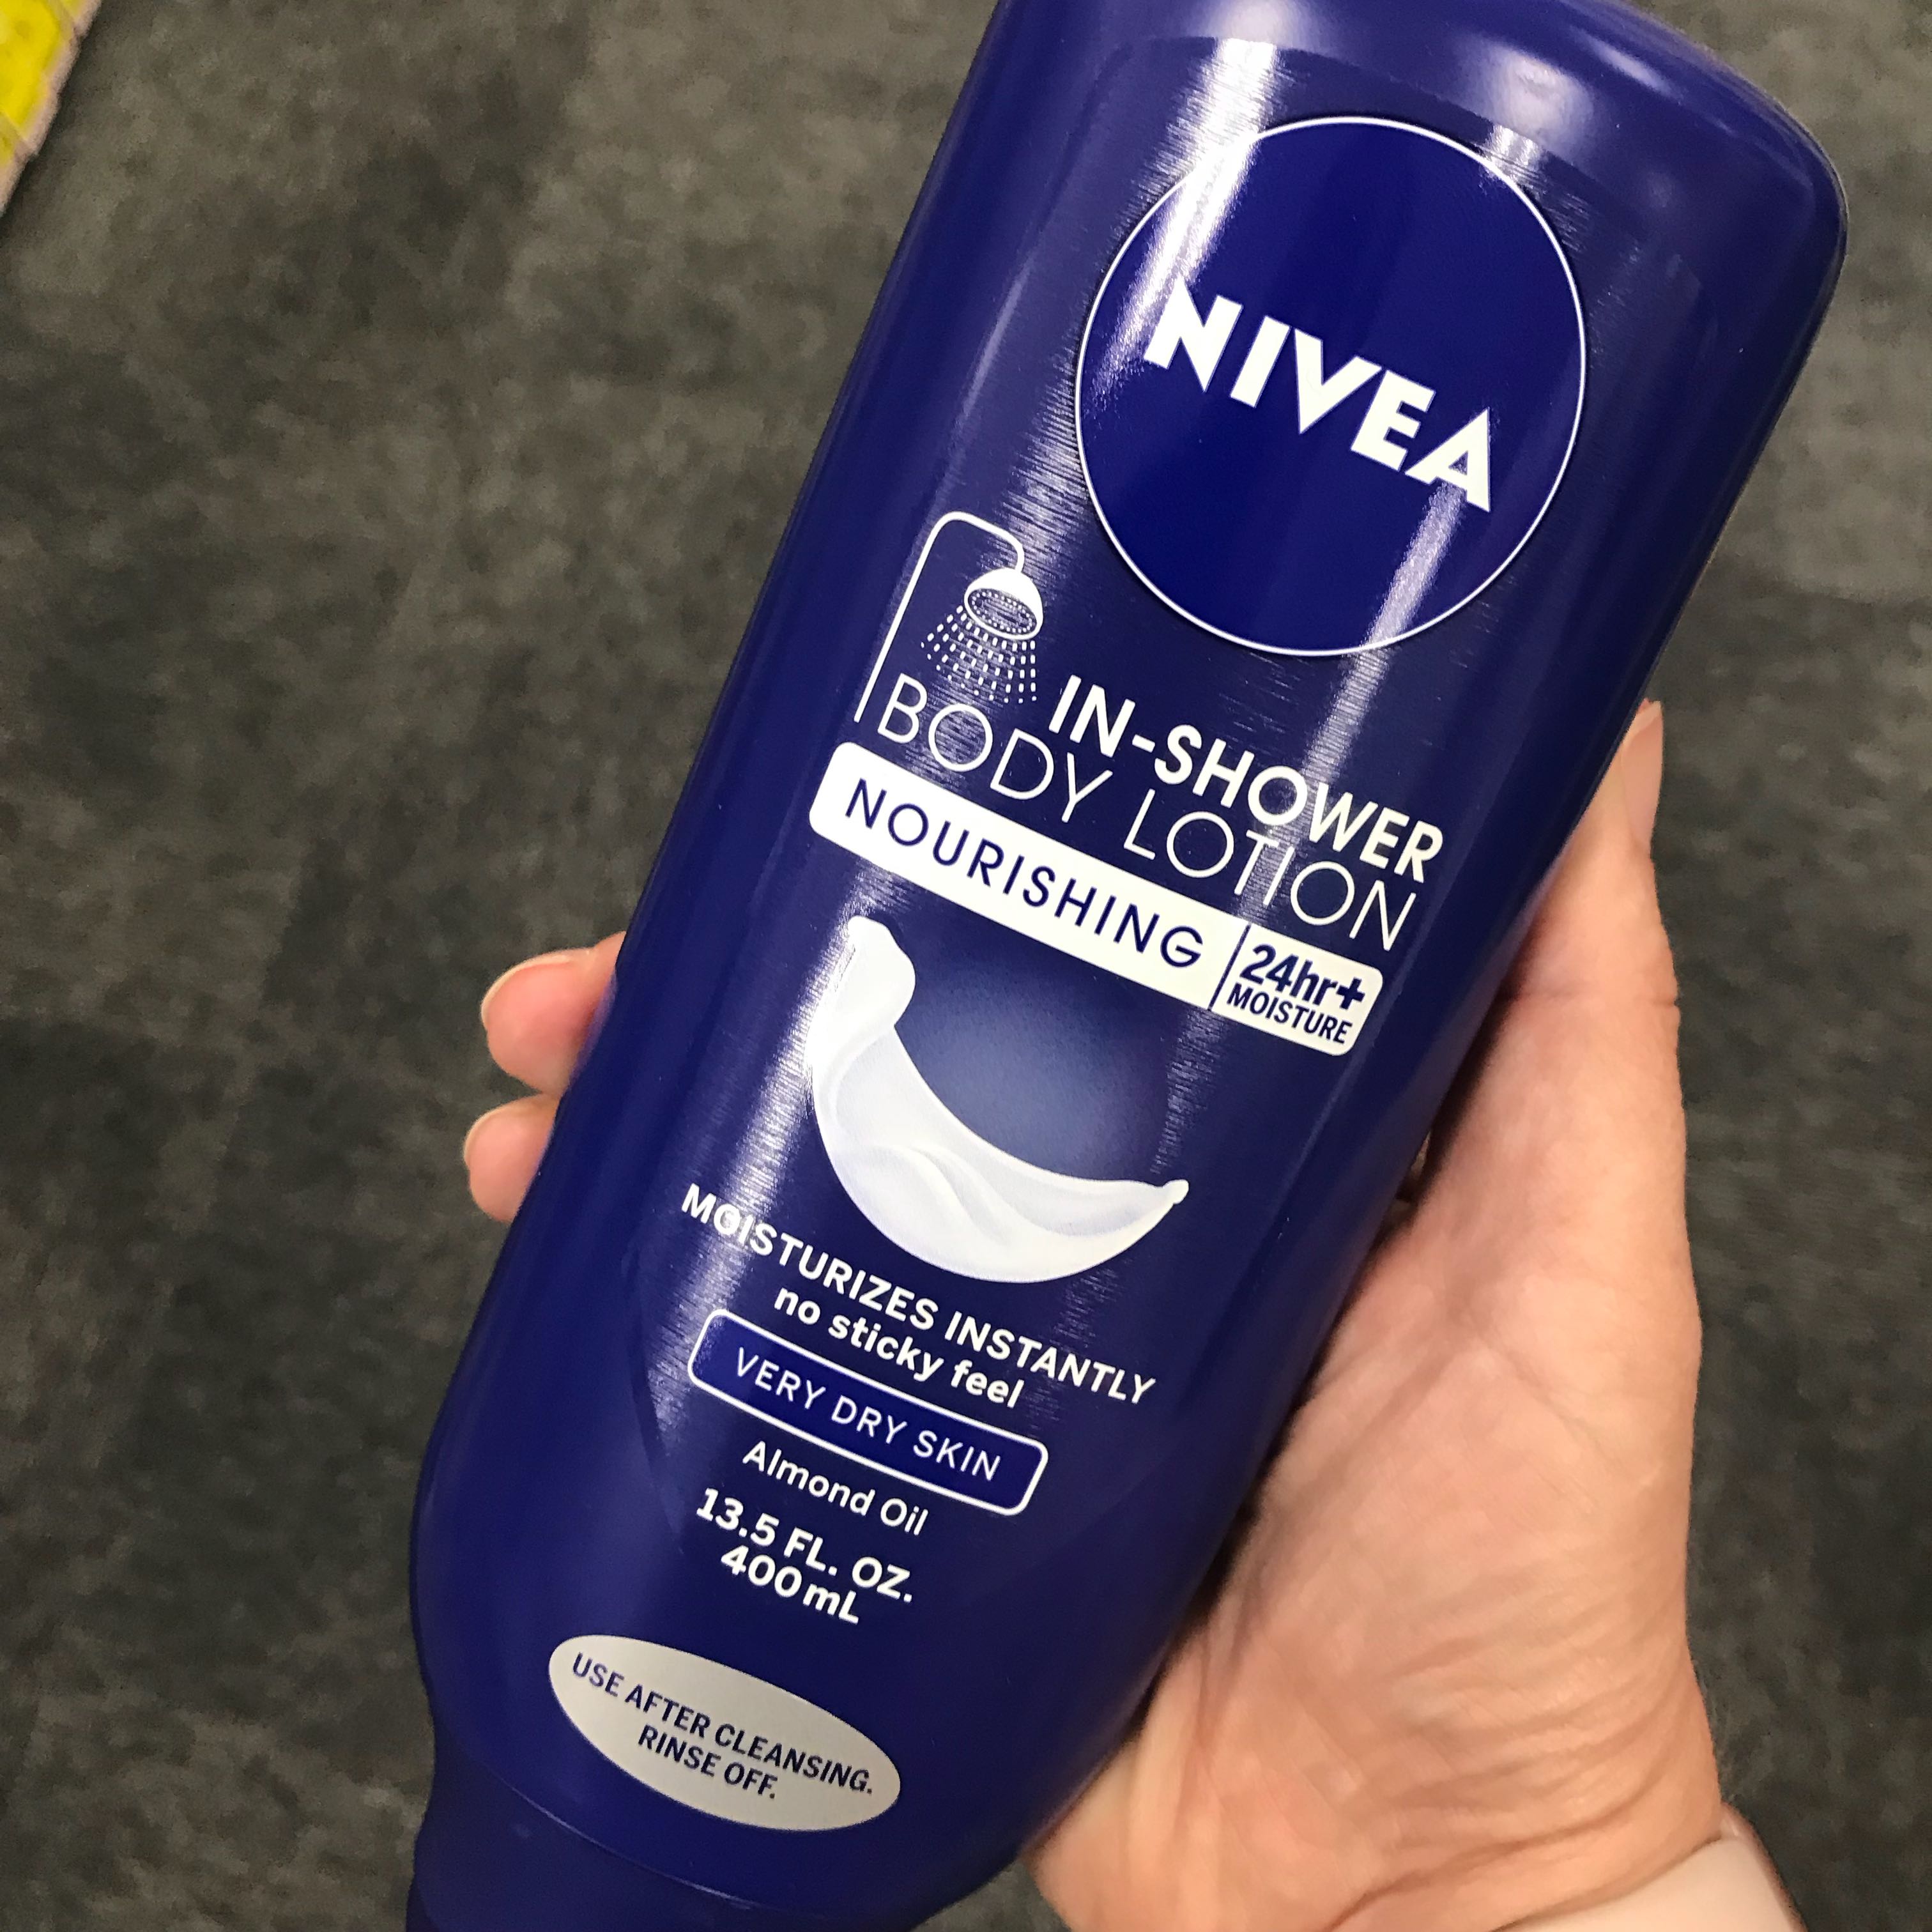 NIVEA
IN-SHOWER
BODY LOTION
NOURISHING
24hr+
MOISTURE
MOISTURIZES INSTANTLY
no sticky feel
VERY DRY SKIN
Almond Oil
13.5 FL. OZ.
400 mL
USE AFTER CLEANSING.
RINSE OFF.